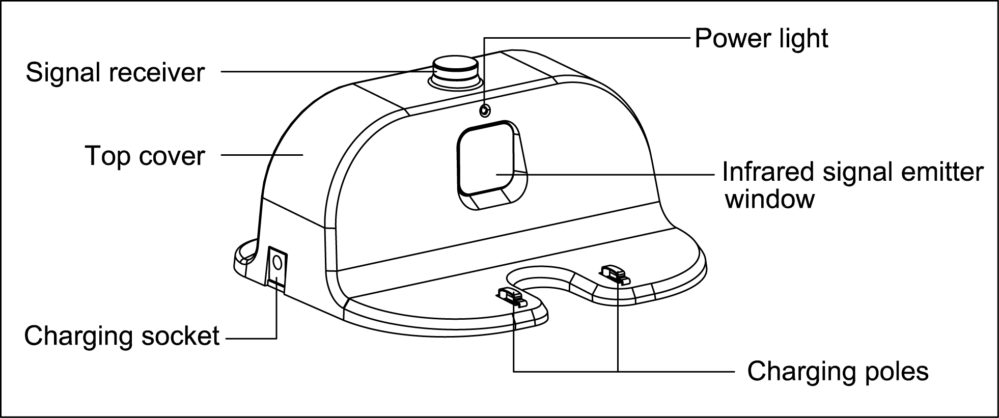 Power light
Signal receiver
Top cover
Infrared signal emitter
window
Charging socket
Charging poles